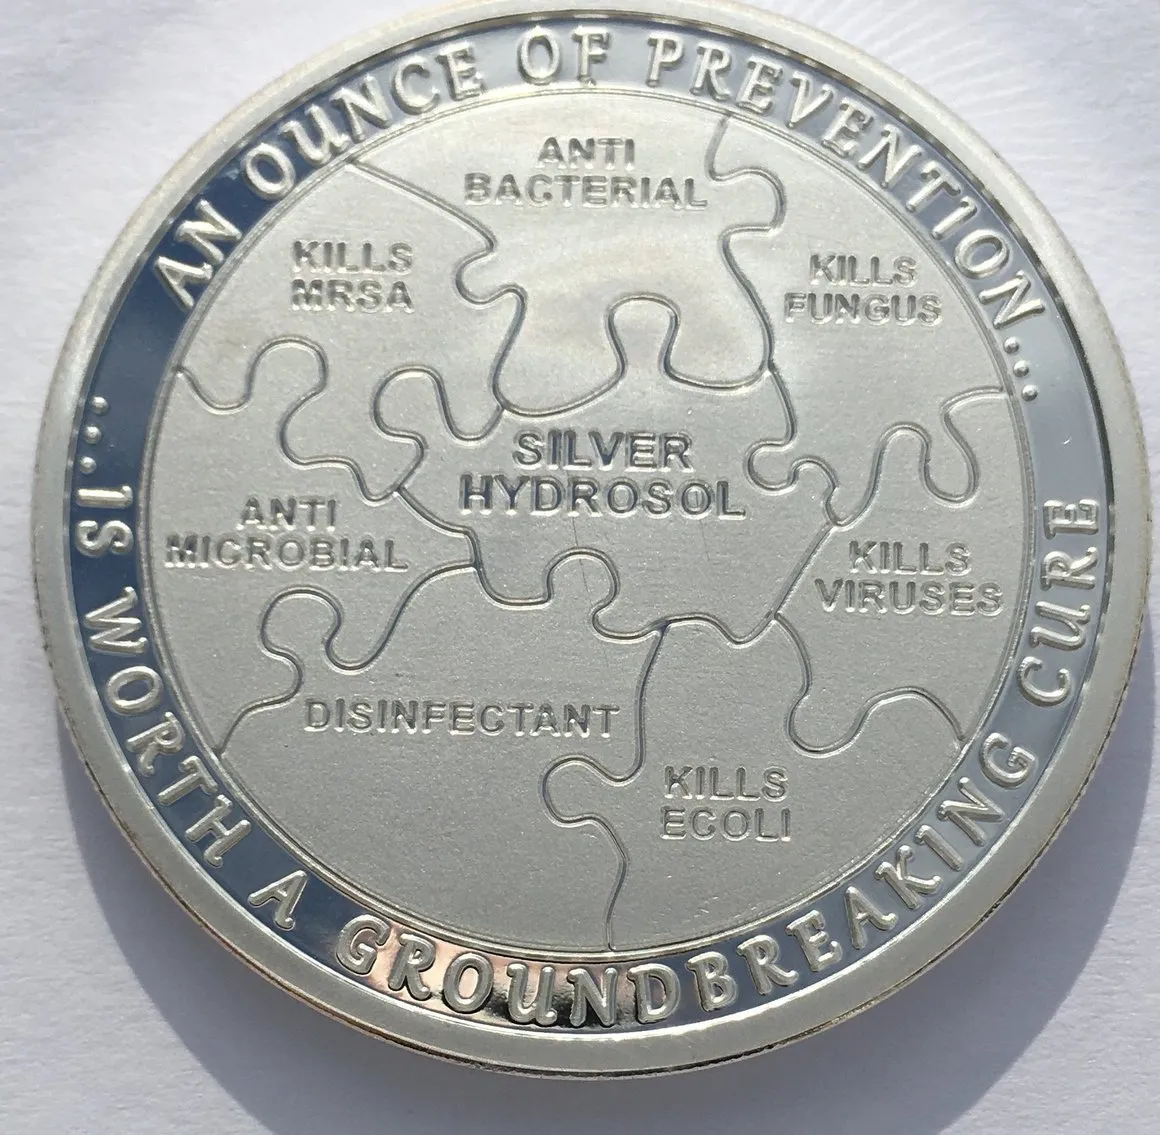 AN OUNCE OF PREVENTION...
ANTI
BACTERIAL
KILLS
MRSA
KILLS
FUNGUS
SILVER
HYDROSOL
ANTI
MICROBIAL
KILLS
VIRUSES
DISINFECTANT
KILLS
ECOLI
...IS WORTH A GROUNDBREAKING CURE